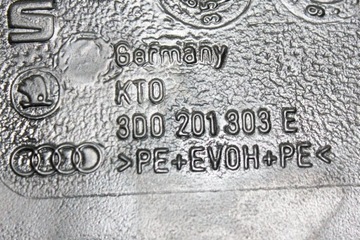 Germany
KTO
3D0 201 303 E
>PE+EVOH+PE<